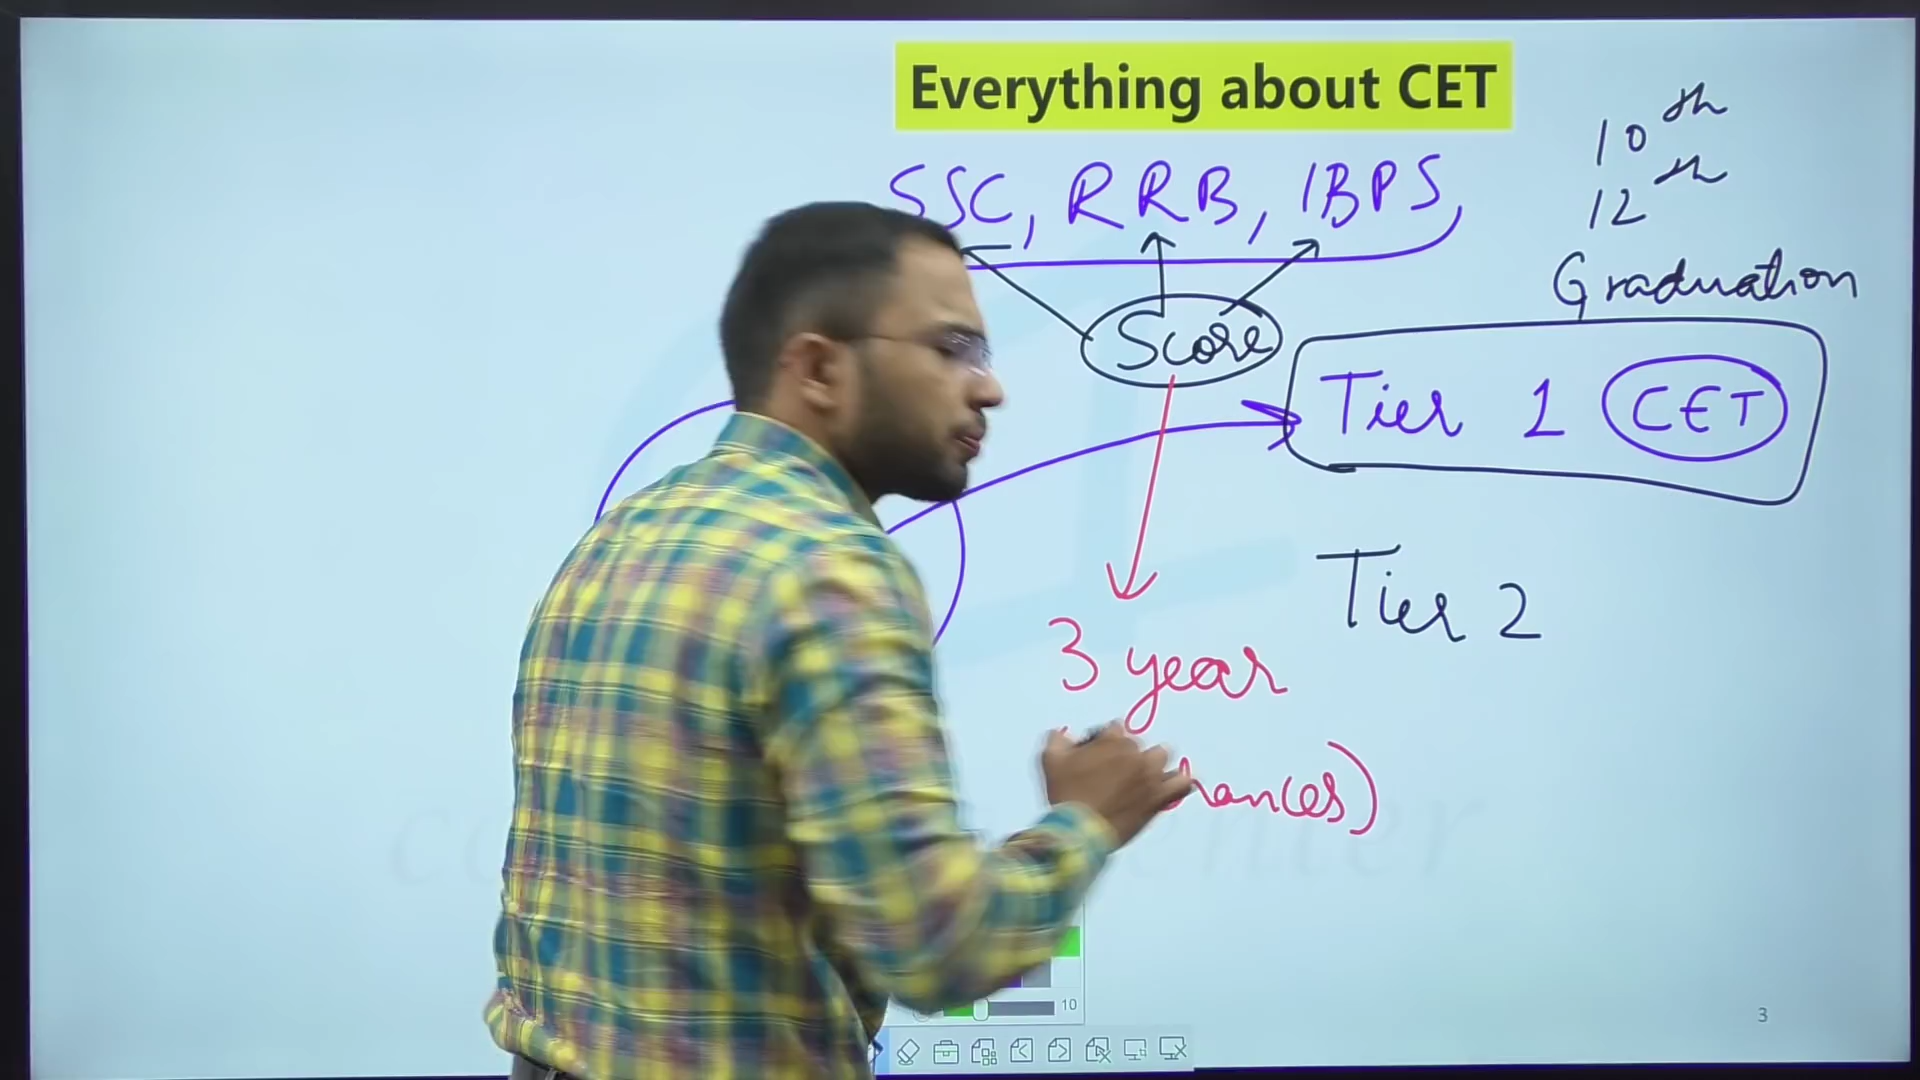 Everything about CET
10th
12th
SSC, RRB, IBPS,
Graduation
Score
Tier 1 CET
Tier 2
3 year
10
3